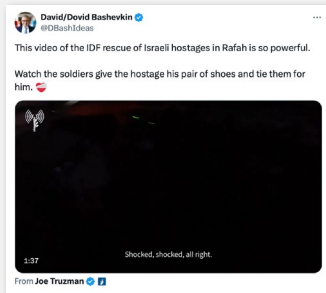 David/Dovid Bashevkin
@DBashIdeas
This video of the IDF rescue of Israeli hostages in Rafah is so powerful.
Watch the soldiers give the hostage his pair of shoes and tie them for
him.
Shocked, shocked, all right.
1:37
From Joe Truzman